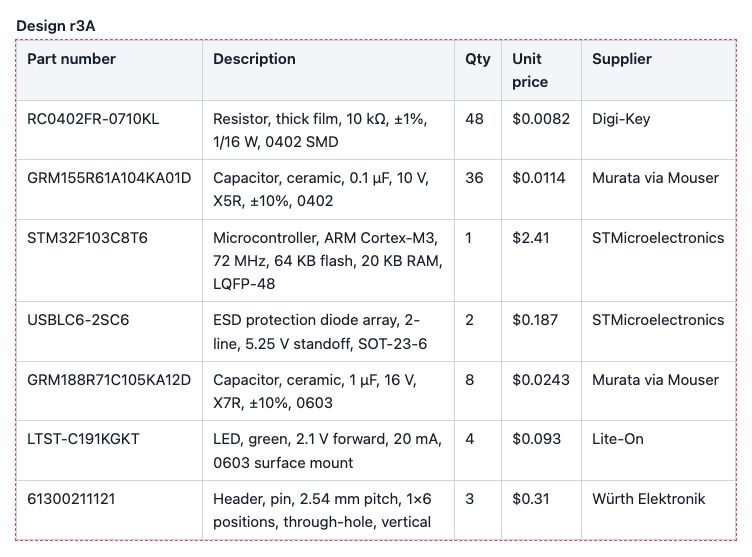 Design r3A
Part number Description Qty Unit price Supplier
RC0402FR-0710KL Resistor, thick film, 10 kΩ, ±1%, 1/16 W, 0402 SMD 48 $0.0082 Digi-Key
GRM155R61A104KA01D Capacitor, ceramic, 0.1 µF, 10 V, X5R, ±10%, 0402 36 $0.0114 Murata via Mouser
STM32F103C8T6 Microcontroller, ARM Cortex-M3, 72 MHz, 64 KB flash, 20 KB RAM, LQFP-48 1 $2.41 STMicroelectronics
USBLC6-2SC6 ESD protection diode array, 2-line, 5.25 V standoff, SOT-23-6 2 $0.187 STMicroelectronics
GRM188R71C105KA12D Capacitor, ceramic, 1 µF, 16 V, X7R, ±10%, 0603 8 $0.0243 Murata via Mouser
LTST-C191KGKT LED, green, 2.1 V forward, 20 mA, 0603 surface mount 4 $0.093 Lite-On
61300211121 Header, pin, 2.54 mm pitch, 1×6 positions, through-hole, vertical 3 $0.31 Würth Elektronik